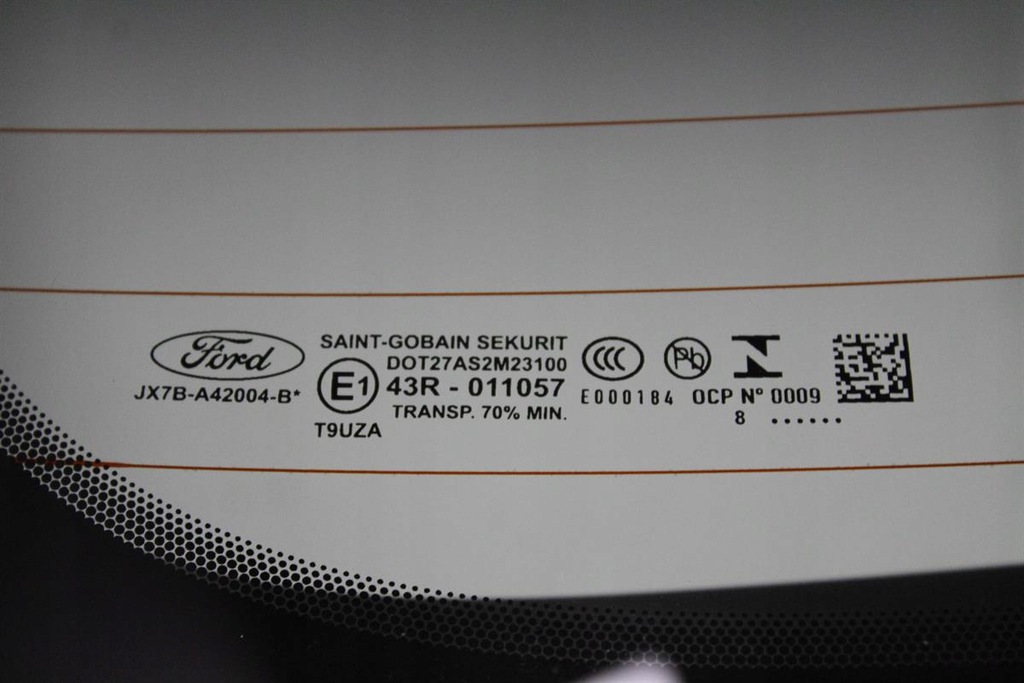 Ford
JX7B-A42004-B*
SAINT-GOBAIN SEKURIT
DOT27AS2M23100
E1 43R - 011057
TRANSP. 70% MIN.
T9UZA
CCC
E000184
Pb
N
OCP Nº 0009
8 ......